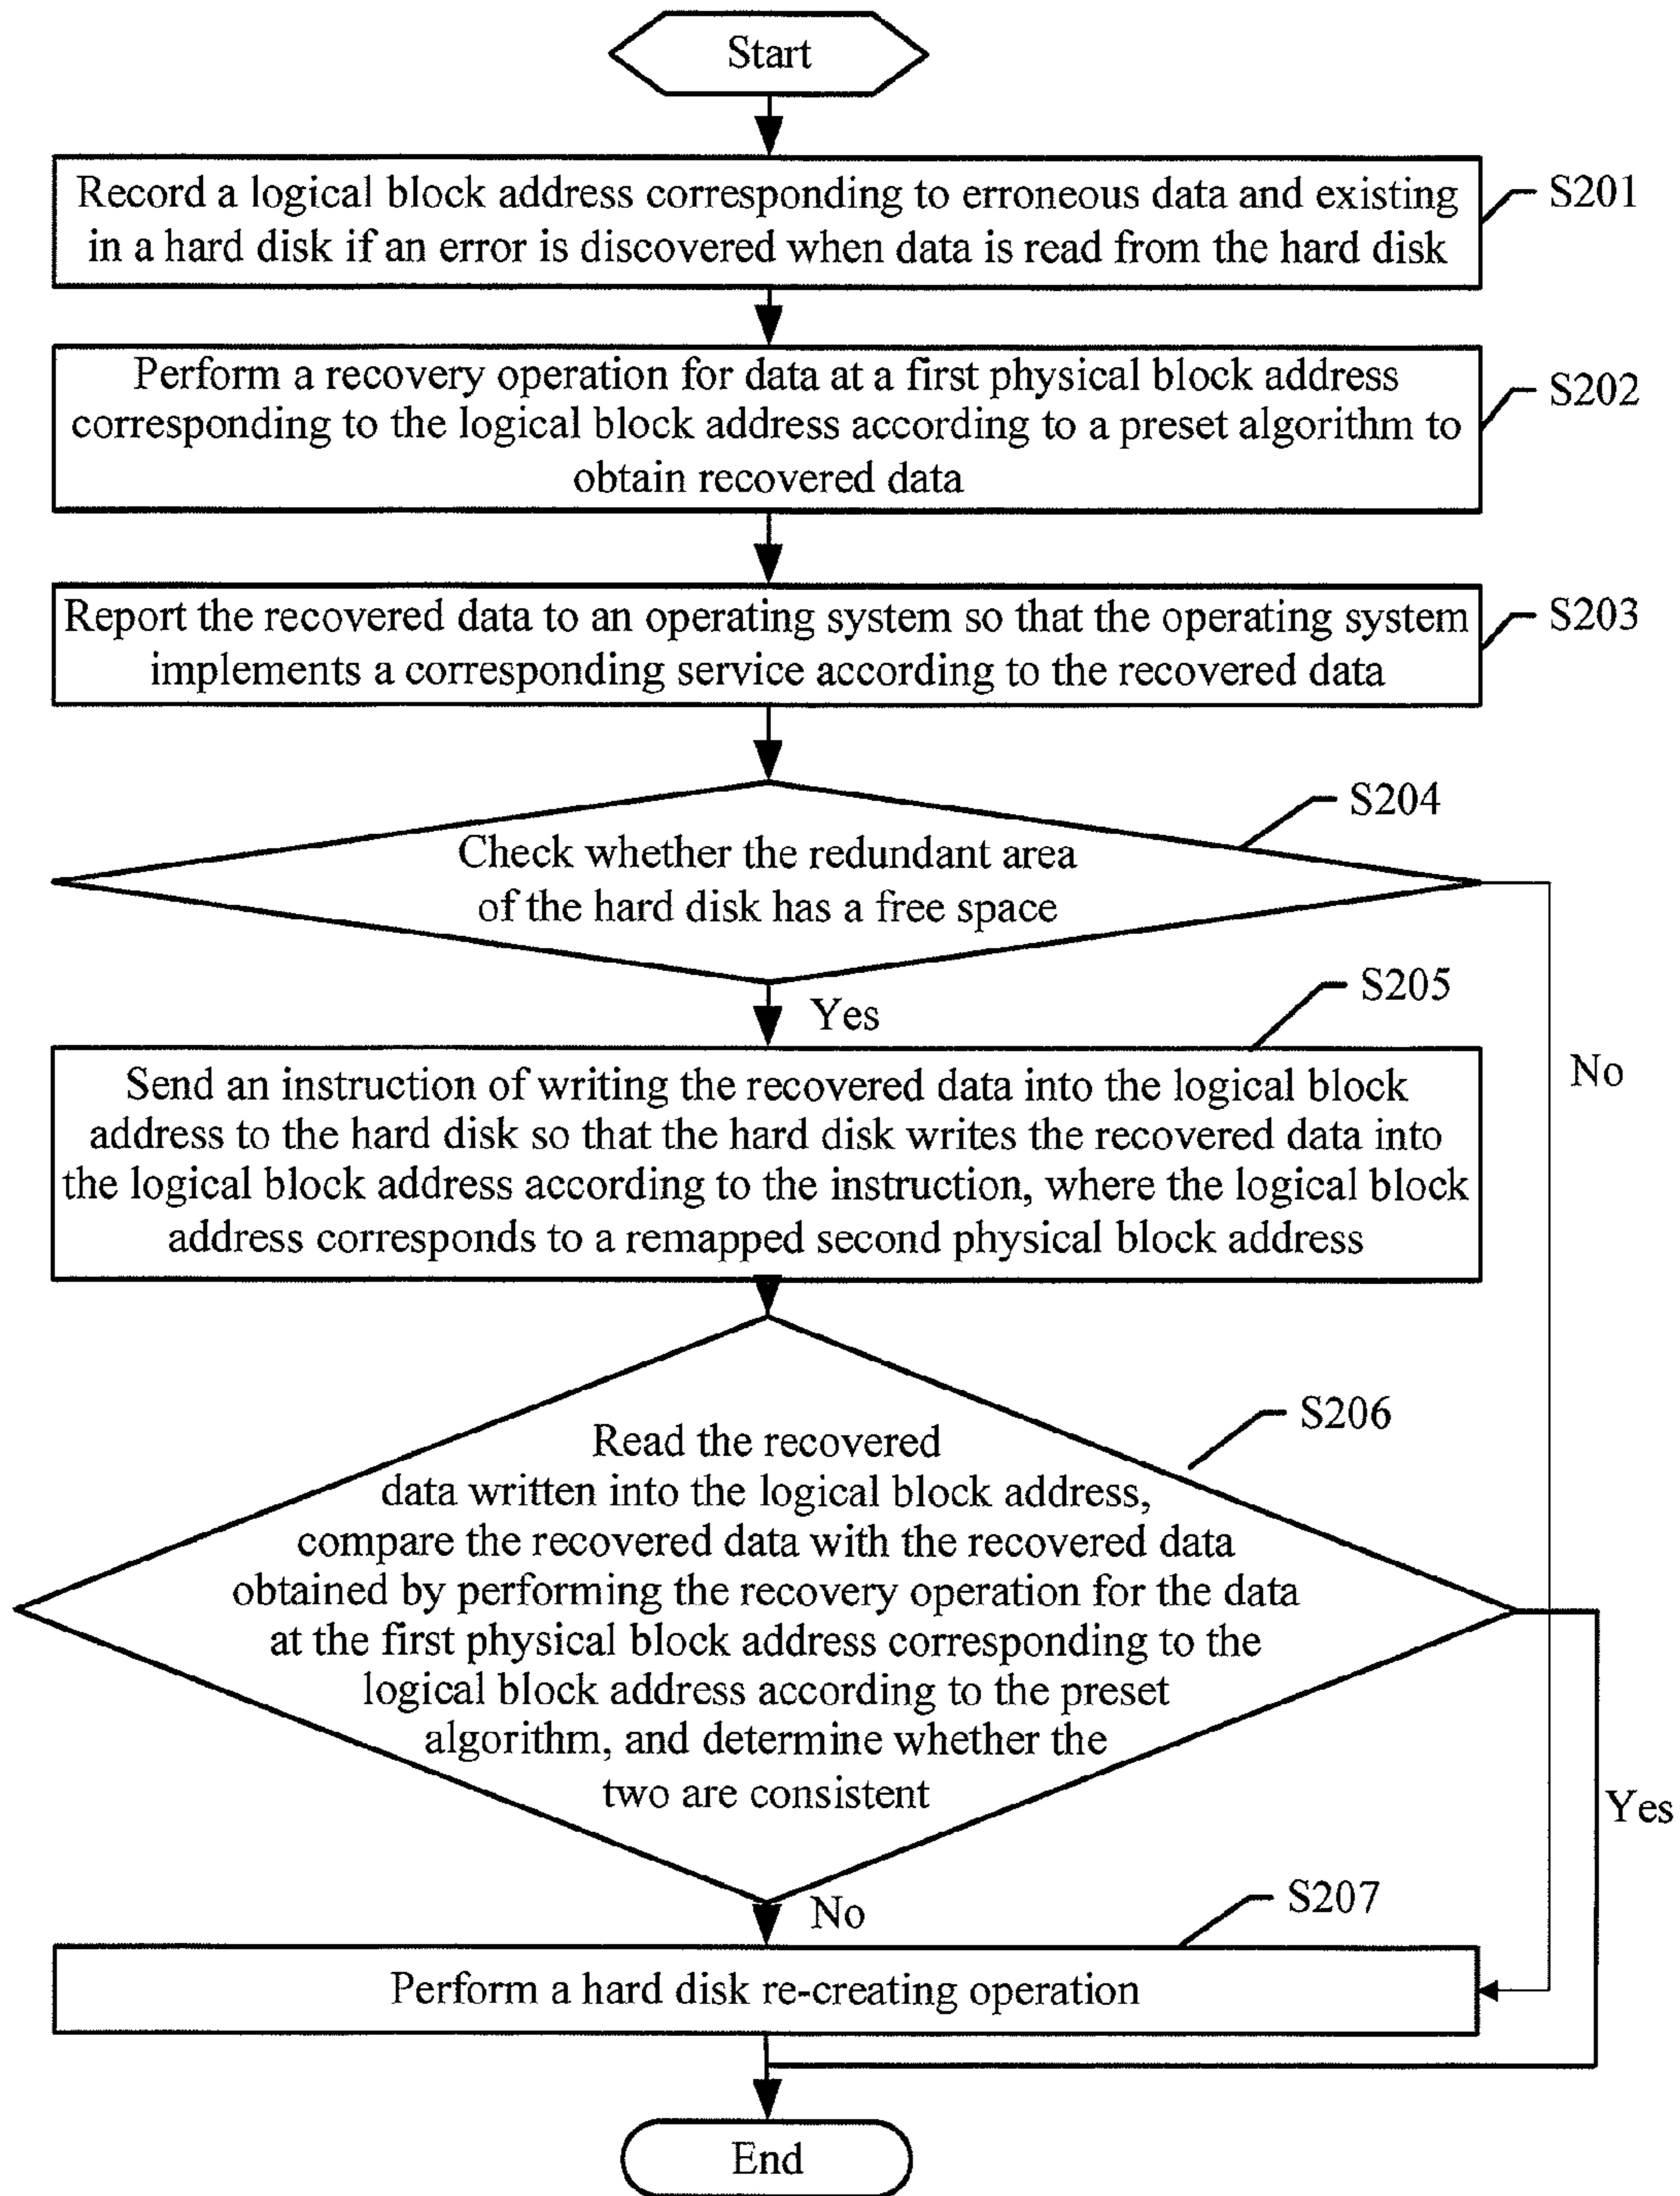 Start
Record a logical block address corresponding to erroneous data and existing
in a hard disk if an error is discovered when data is read from the hard disk
S201
Perform a recovery operation for data at a first physical block address
corresponding to the logical block address according to a preset algorithm to
obtain recovered data
S202
Report the recovered data to an operating system so that the operating system
implements a corresponding service according to the recovered data
S203
Check whether the redundant area
of the hard disk has a free space
S204
Yes
No
S205
Send an instruction of writing the recovered data into the logical block
address to the hard disk so that the hard disk writes the recovered data into
the logical block address according to the instruction, where the logical block
address corresponds to a remapped second physical block address
S206
Read the recovered
data written into the logical block address,
compare the recovered data with the recovered data
obtained by performing the recovery operation for the data
at the first physical block address corresponding to the
logical block address according to the preset
algorithm, and determine whether the
two are consistent
Yes
No
S207
Perform a hard disk re-creating operation
End